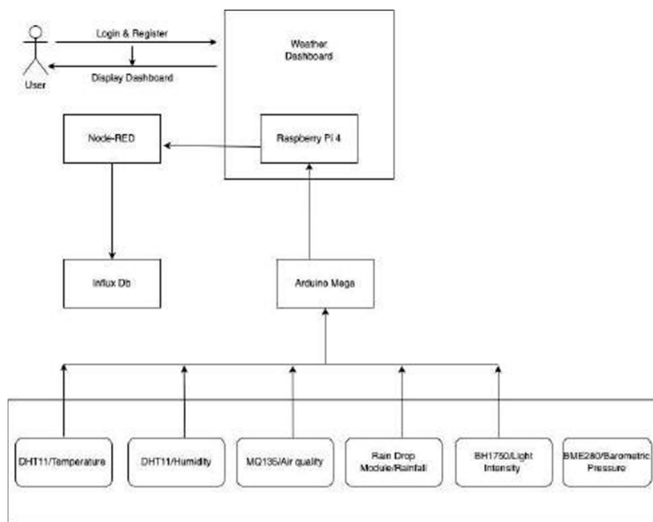 Login & Register
Display Dashboard
User
Weather
Dashboard
Node-RED
Raspberry Pi 4
Influx Db
Arduino Mega
DHT11/Temperature
DHT11/Humidity
MQ135/Air quality
Rain Drop
Module/Rainfall
BH1750/Light
Intensity
BME280/Barometric
Pressure